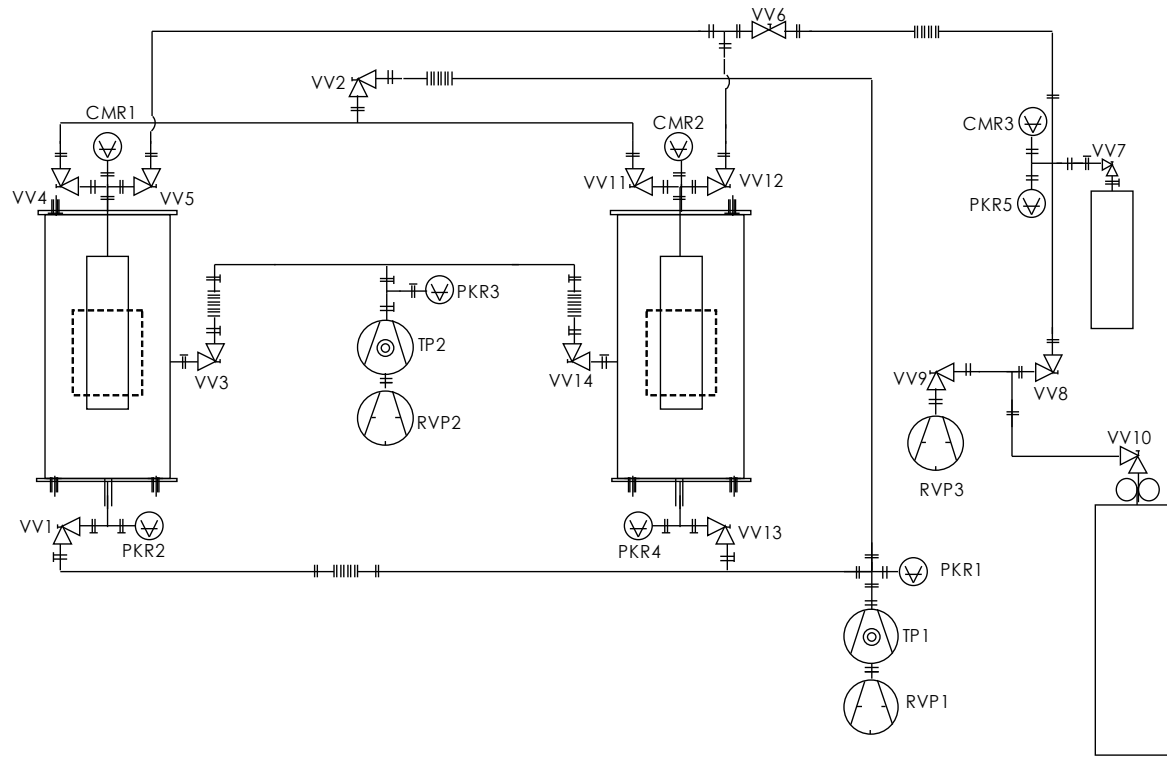 VV6
VV2
CMR1
CMR2
CMR3
VV7
VV4
VV5
VV11
VV12
PKR5
PKR3
TP2
VV3
VV14
VV9
VV8
RVP2
VV10
RVP3
VV1
PKR2
PKR4
VV13
PKR1
TP1
RVP1